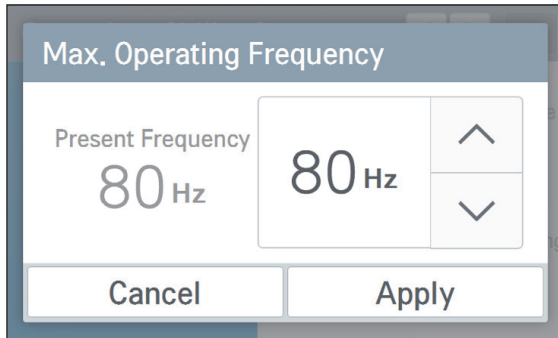 Max. Operating Frequency
Present Frequency
80 Hz
80 Hz
Cancel
Apply